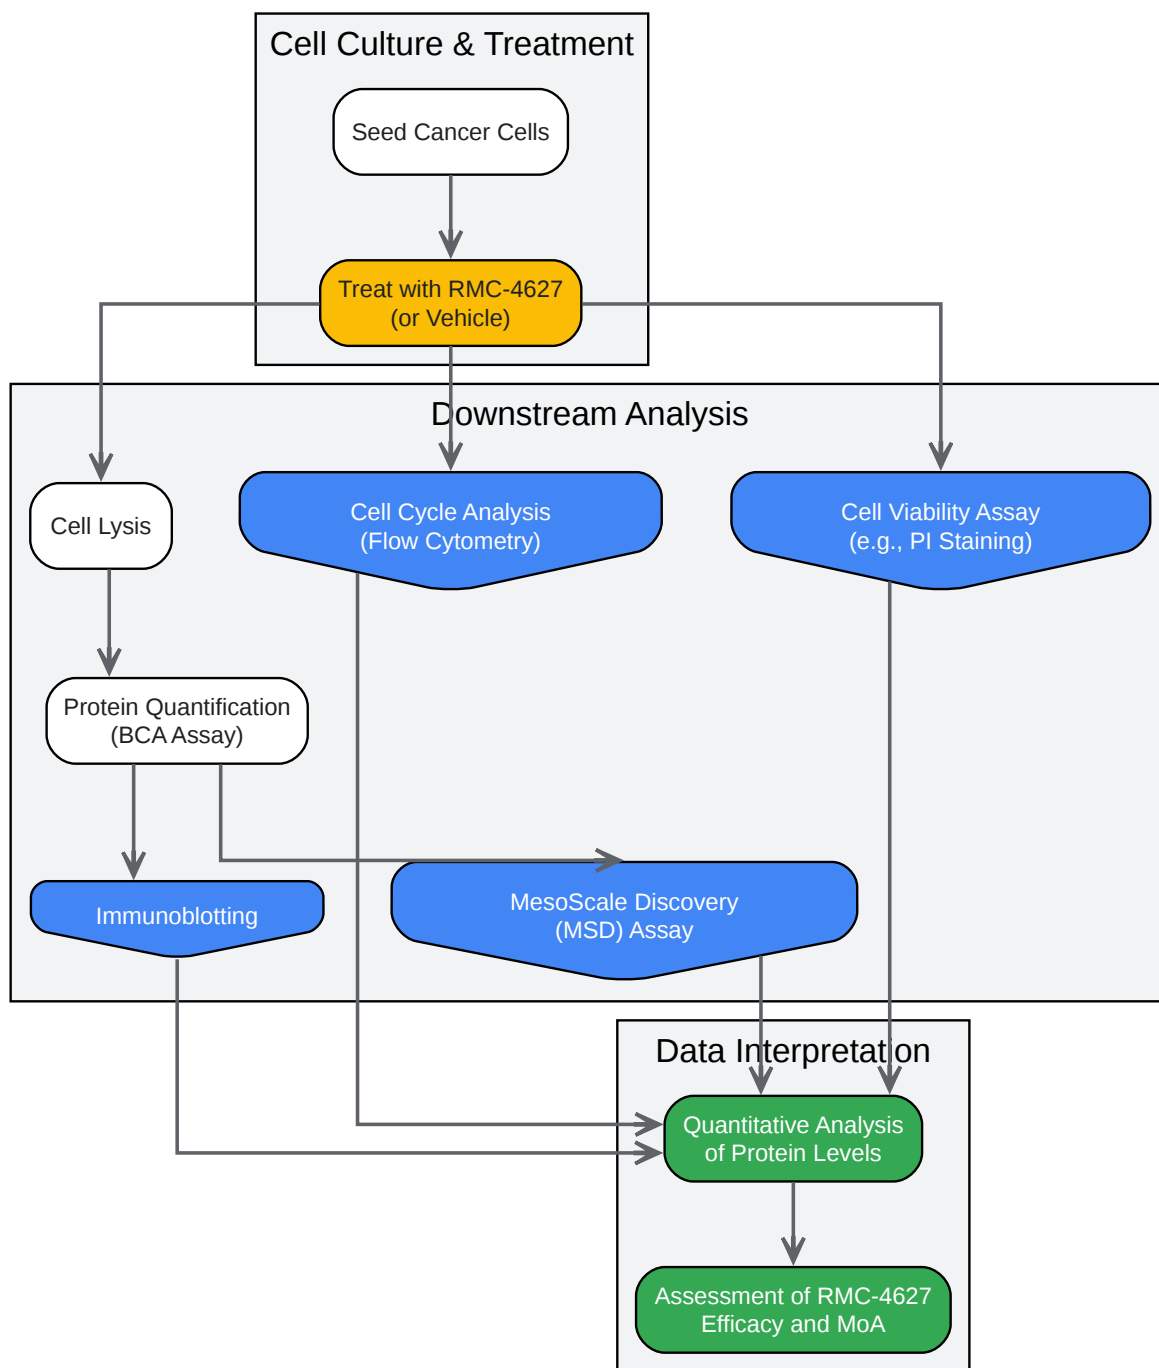 Cell Culture & Treatment
Seed Cancer Cells
Treat with RMC-4627
(or Vehicle)
Downstream Analysis
Cell Lysis
Cell Cycle Analysis
(Flow Cytometry)
Cell Viability Assay
(e.g., PI Staining)
Protein Quantification
(BCA Assay)
Immunoblotting
MesoScale Discovery
(MSD) Assay
Data Interpretation
Quantitative Analysis
of Protein Levels
Assessment of RMC-4627
Efficacy and MoA